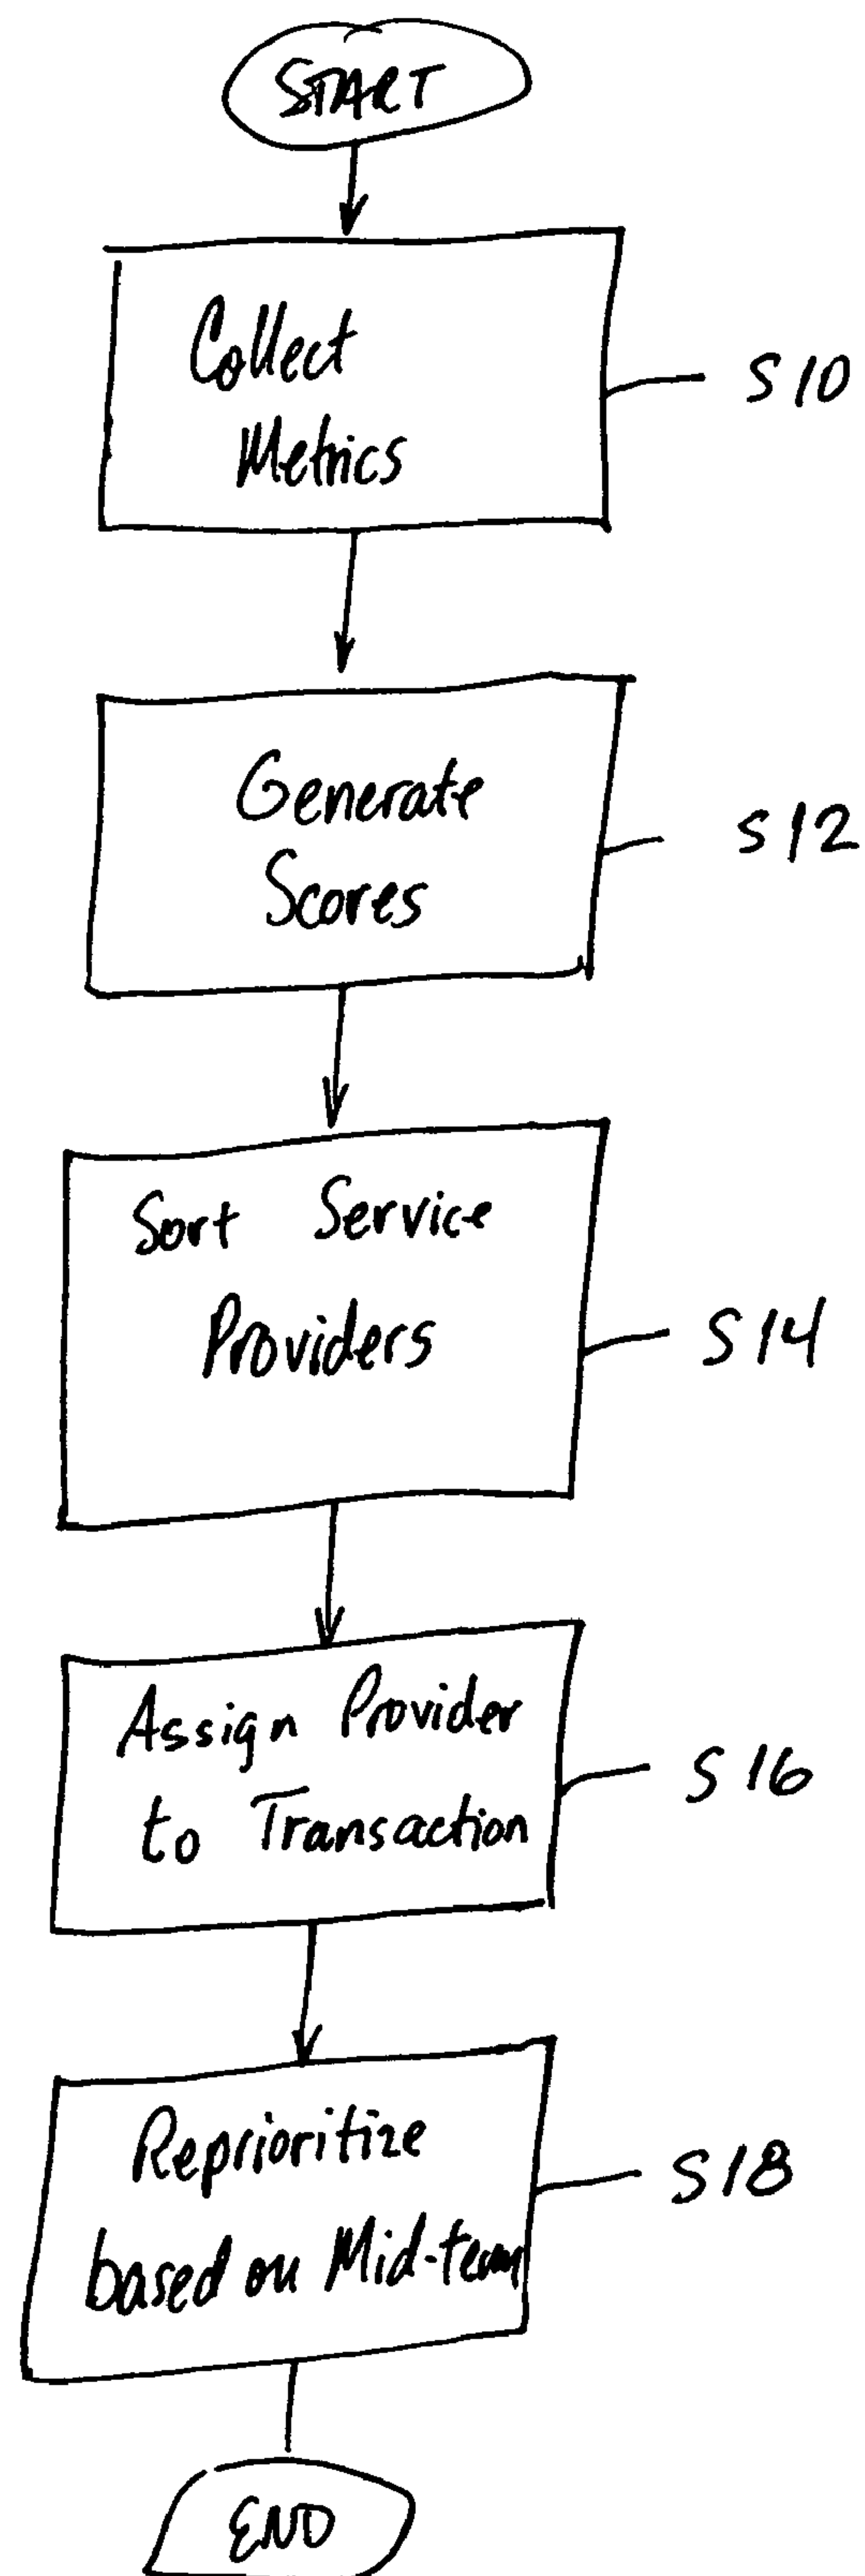 START
Collect
Metrics
S10
Generate
Scores
S12
Sort Service
Providers
S14
Assign Provider
to Transaction
S16
Reprioritize
based on Mid-term
S18
END